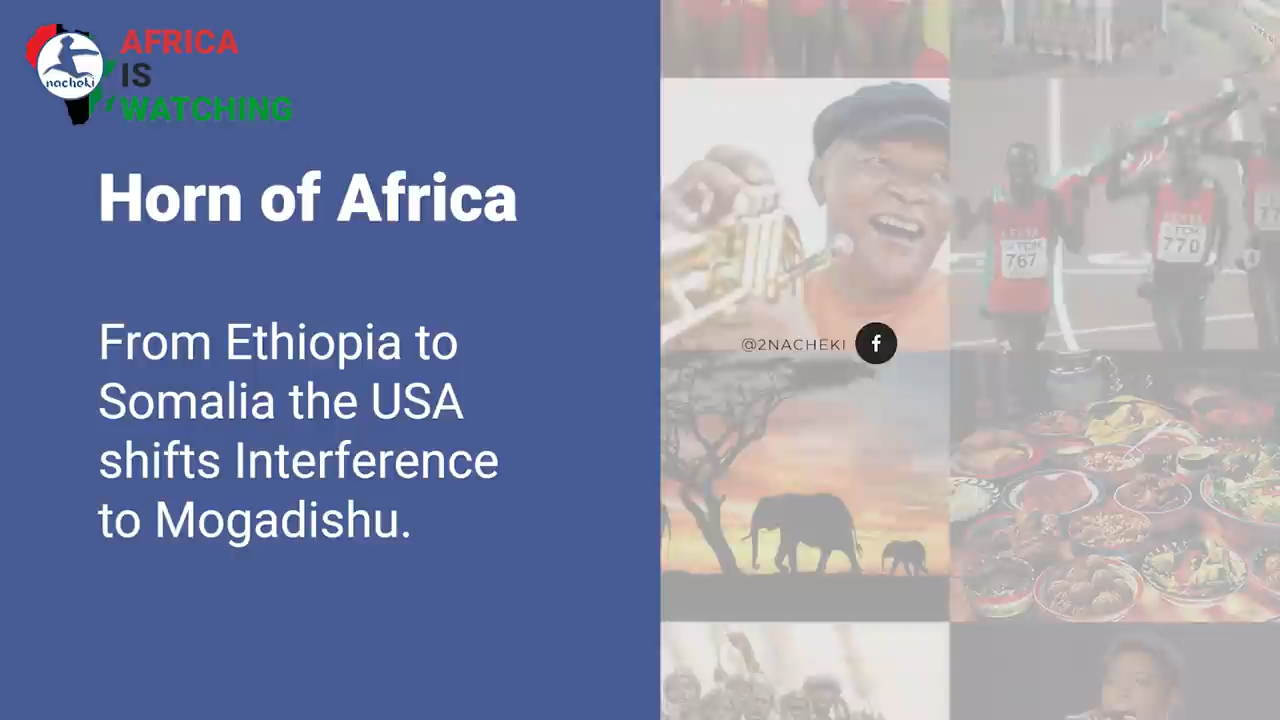 AFRICA
IS
WATCHING
nacheki
Horn of Africa
From Ethiopia to
Somalia the USA
shifts Interference
to Mogadishu.
@2NACHEKI f
767
770